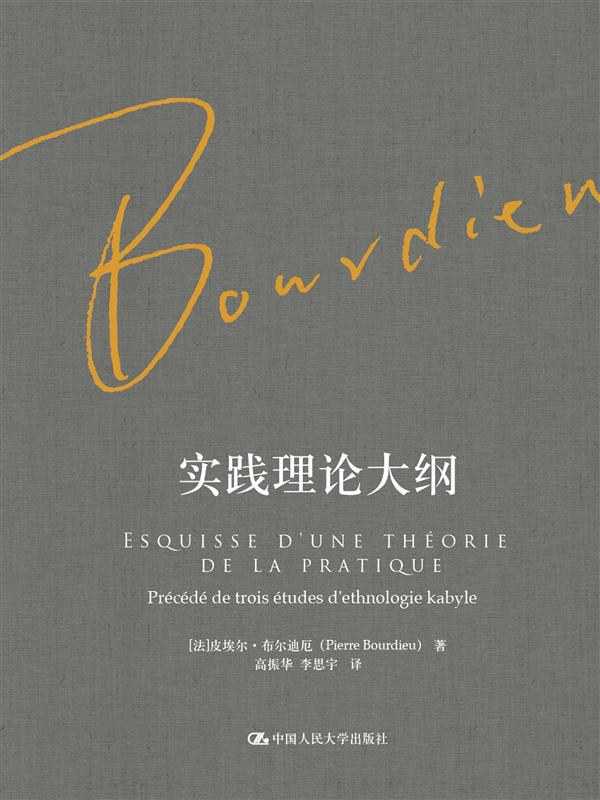 Bourdieu
实践理论大纲
ESQUISSE D'UNE THÉORIE
DE LA PRATIQUE
Précédé de trois études d'ethnologie kabyle
[法]皮埃尔·布尔迪厄（Pierre Bourdieu） 著
高振华 李思宇 译
中国人民大学出版社